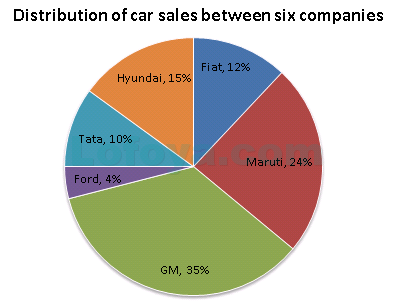 Distribution of car sales between six companies
Fiat, 12%
Maruti, 24%
GM, 35%
Ford, 4%
Tata, 10%
Hyundai, 15%